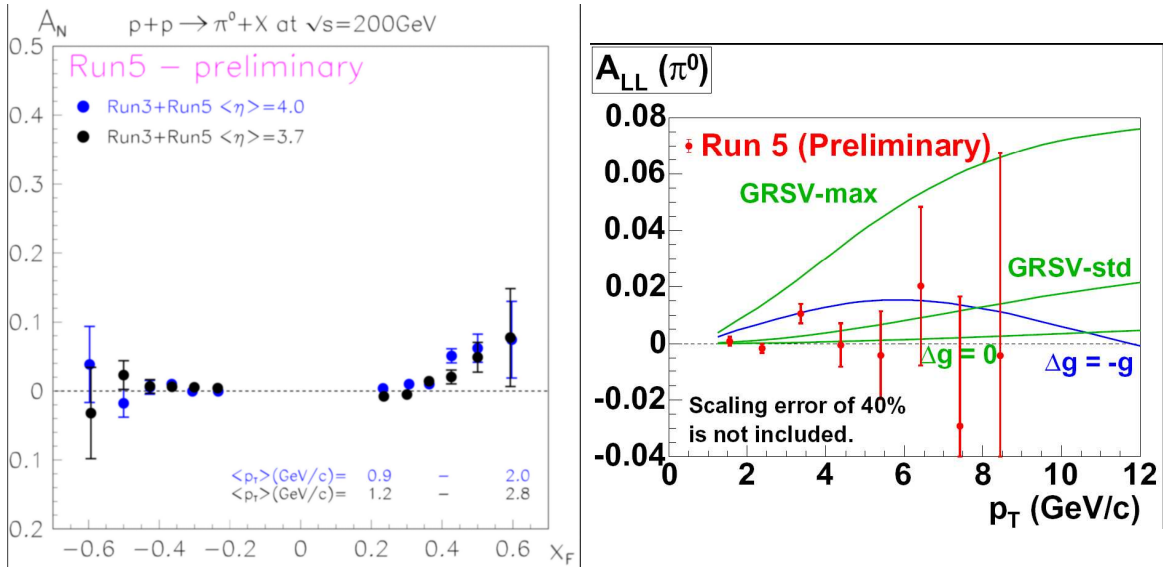 A_N p+p → π⁰+X at √s=200GeV
0.5
Run5 – preliminary
Run3+Run5 <η>=4.0
0.4
Run3+Run5 <η>=3.7
0.3
0.2
0.1
0
0.1
<p_T>(GeV/c)= 0.9 – 2.0
<p_T>(GeV/c)= 1.2 – 2.8
0.2
−0.6 −0.4 −0.2 0 0.2 0.4 0.6 x_F
A_LL (π⁰)
0.08
Run 5 (Preliminary)
0.06
GRSV-max
0.04
GRSV-std
0.02
0
Δg = 0 Δg = -g
-0.02
Scaling error of 40%
is not included.
-0.04
0 2 4 6 8 10 12
p_T (GeV/c)